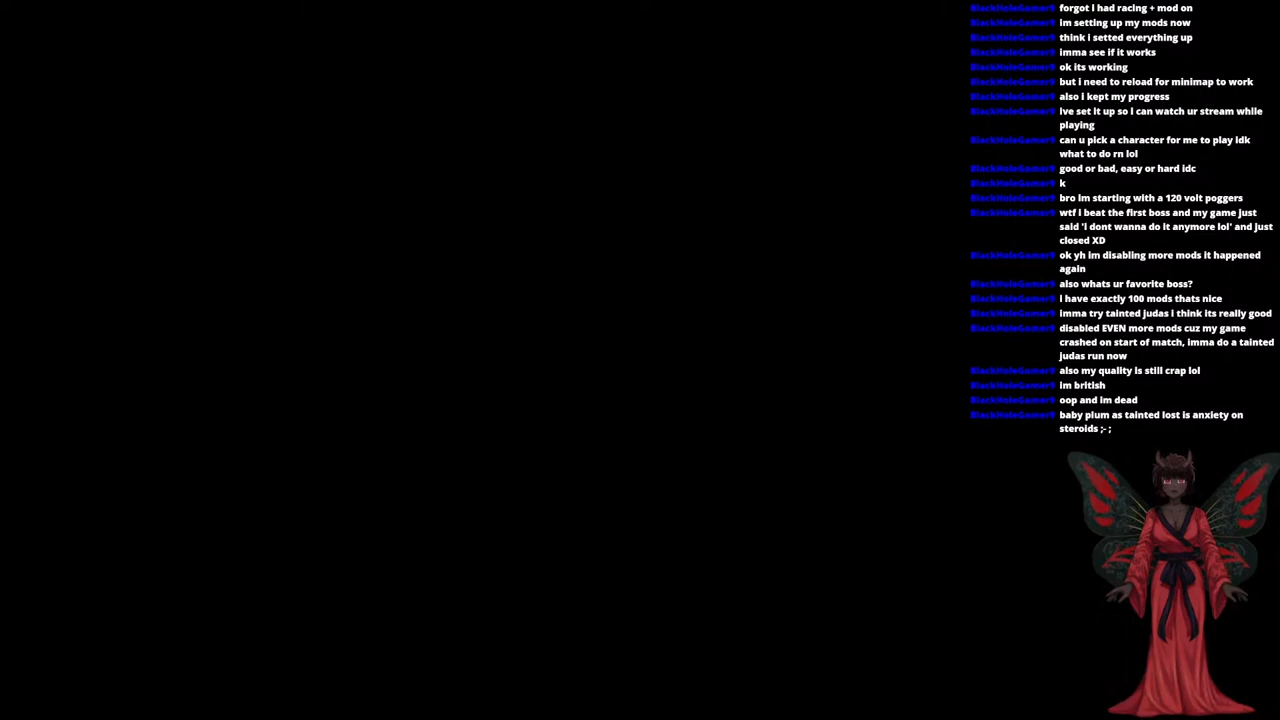 BlackHoleGamer9 forgot i had racing + mod on
BlackHoleGamer9 im setting up my mods now
BlackHoleGamer9 think i setted everything up
BlackHoleGamer9 imma see if it works
BlackHoleGamer9 ok its working
BlackHoleGamer9 but i need to reload for minimap to work
BlackHoleGamer9 also i kept my progress
BlackHoleGamer9 ive set it up so i can watch ur stream while
playing
BlackHoleGamer9 can u pick a character for me to play idk
what to do rn lol
BlackHoleGamer9 good or bad, easy or hard idc
BlackHoleGamer9 k
BlackHoleGamer9 bro im starting with a 120 volt poggers
BlackHoleGamer9 wtf i beat the first boss and my game just
said 'i dont wanna do it anymore lol' and just
closed XD
BlackHoleGamer9 ok yh im disabling more mods it happened
again
BlackHoleGamer9 also whats ur favorite boss?
BlackHoleGamer9 i have exactly 100 mods thats nice
BlackHoleGamer9 imma try tainted judas i think its really good
BlackHoleGamer9 disabled EVEN more mods cuz my game
crashed on start of match, imma do a tainted
judas run now
BlackHoleGamer9 also my quality is still crap lol
BlackHoleGamer9 im british
BlackHoleGamer9 oop and im dead
BlackHoleGamer9 baby plum as tainted lost is anxiety on
steroids ;- ;